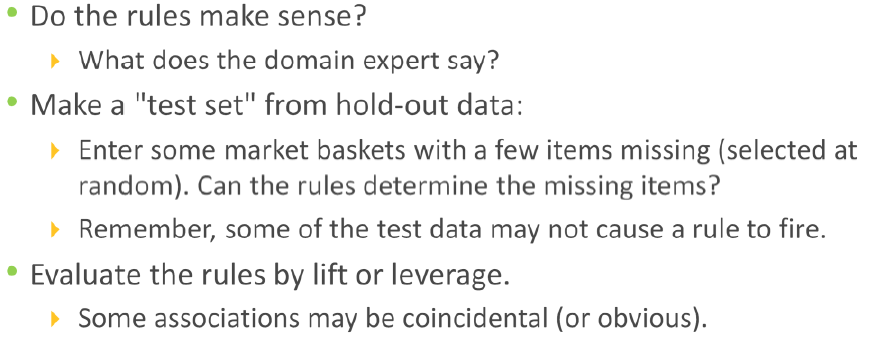 • Do the rules make sense?
What does the domain expert say?
• Make a "test set" from hold-out data:
Enter some market baskets with a few items missing (selected at
random). Can the rules determine the missing items?
Remember, some of the test data may not cause a rule to fire.
• Evaluate the rules by lift or leverage.
Some associations may be coincidental (or obvious).